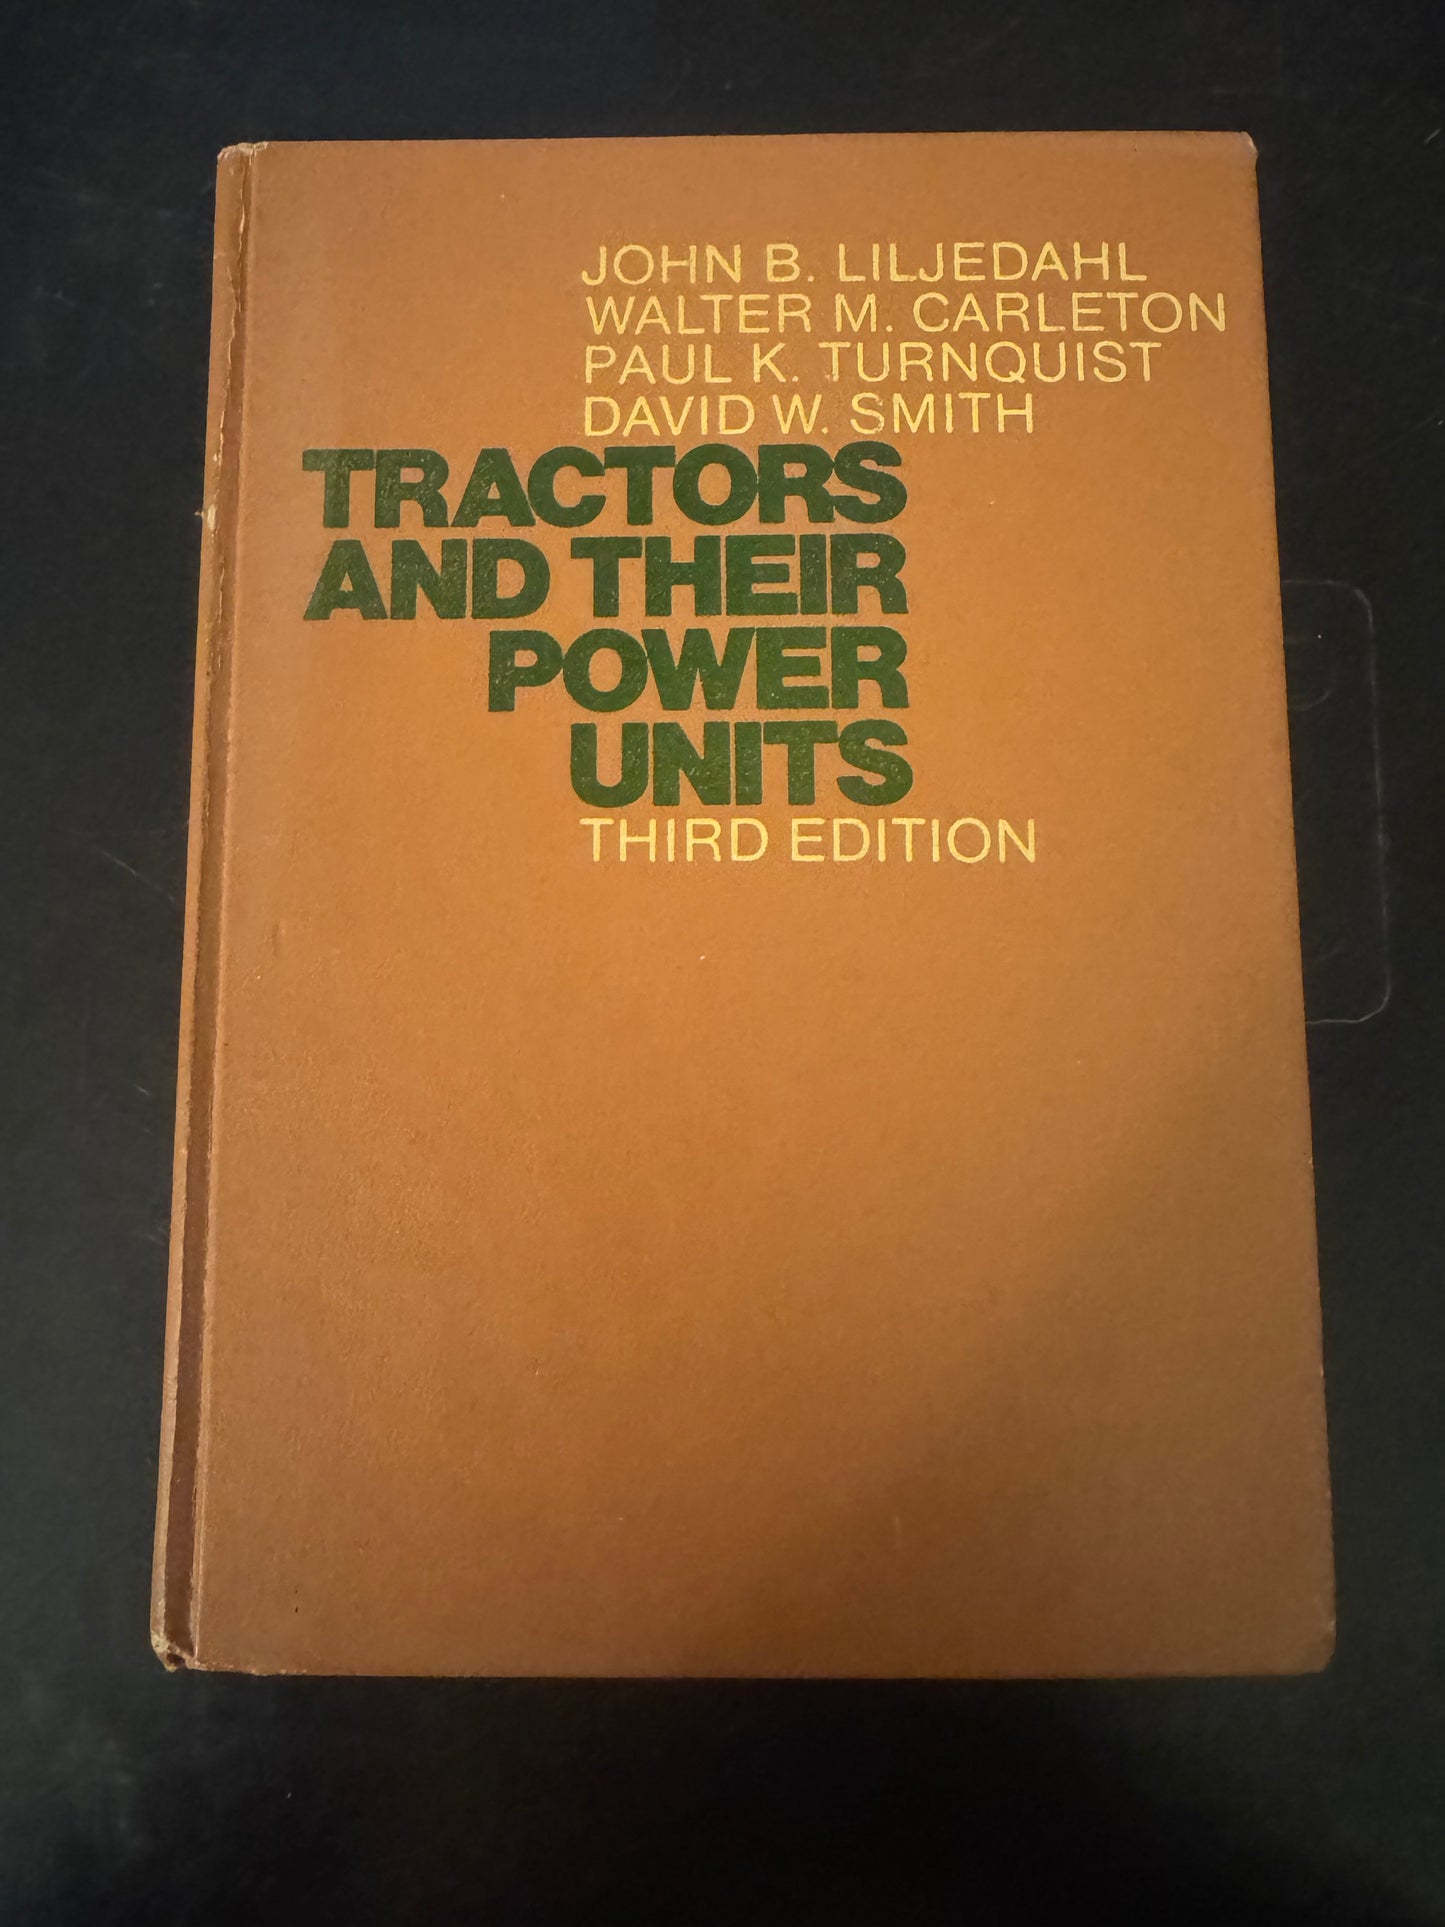 JOHN B. LILJEDAHL
WALTER M. CARLETON
PAUL K. TURNQUIST
DAVID W. SMITH
TRACTORS
AND THEIR
POWER
UNITS
THIRD EDITION